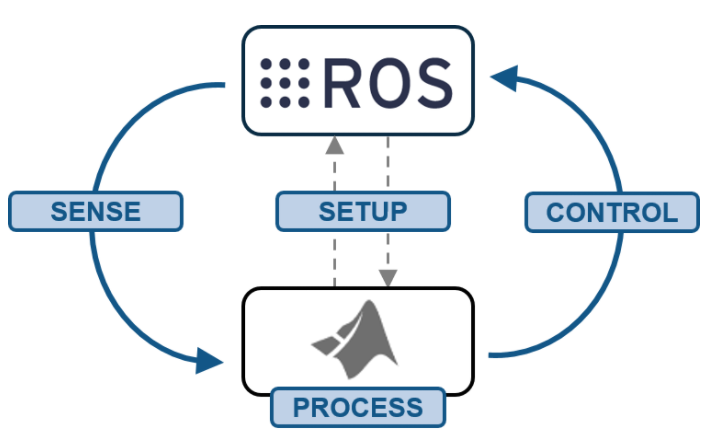 ROS
SENSE
SETUP
CONTROL
PROCESS